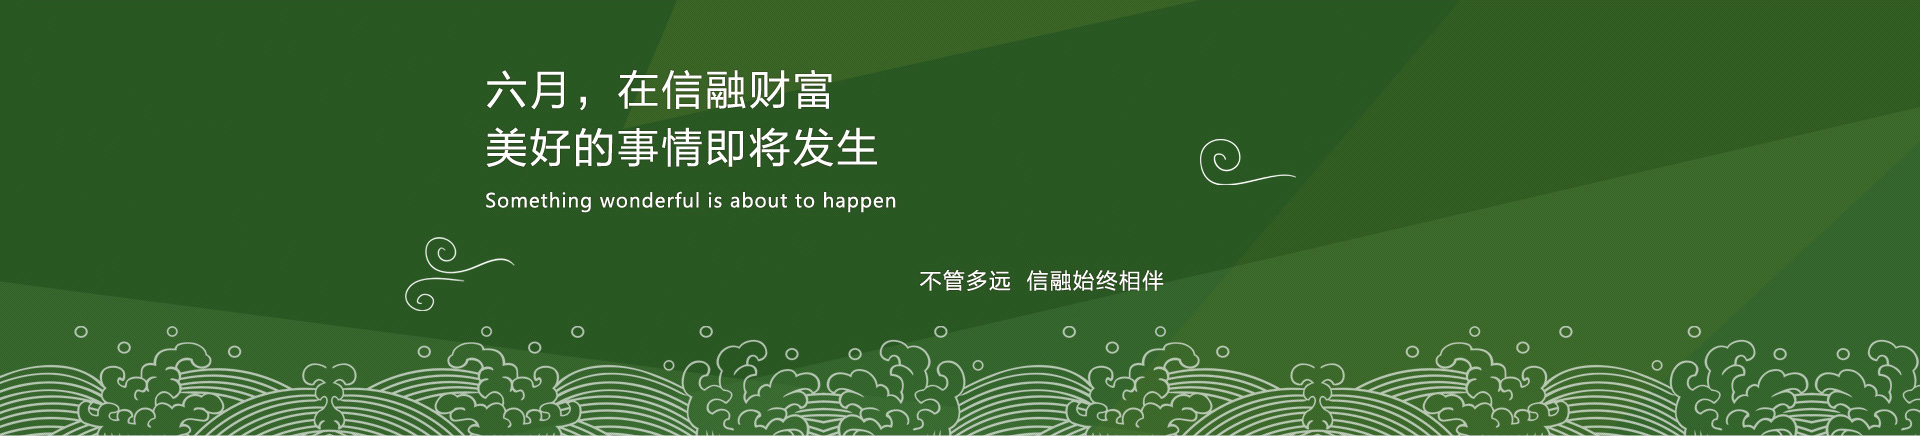 六月，在信融财富
美好的事情即将发生
Something wonderful is about to happen
不管多远 信融始终相伴